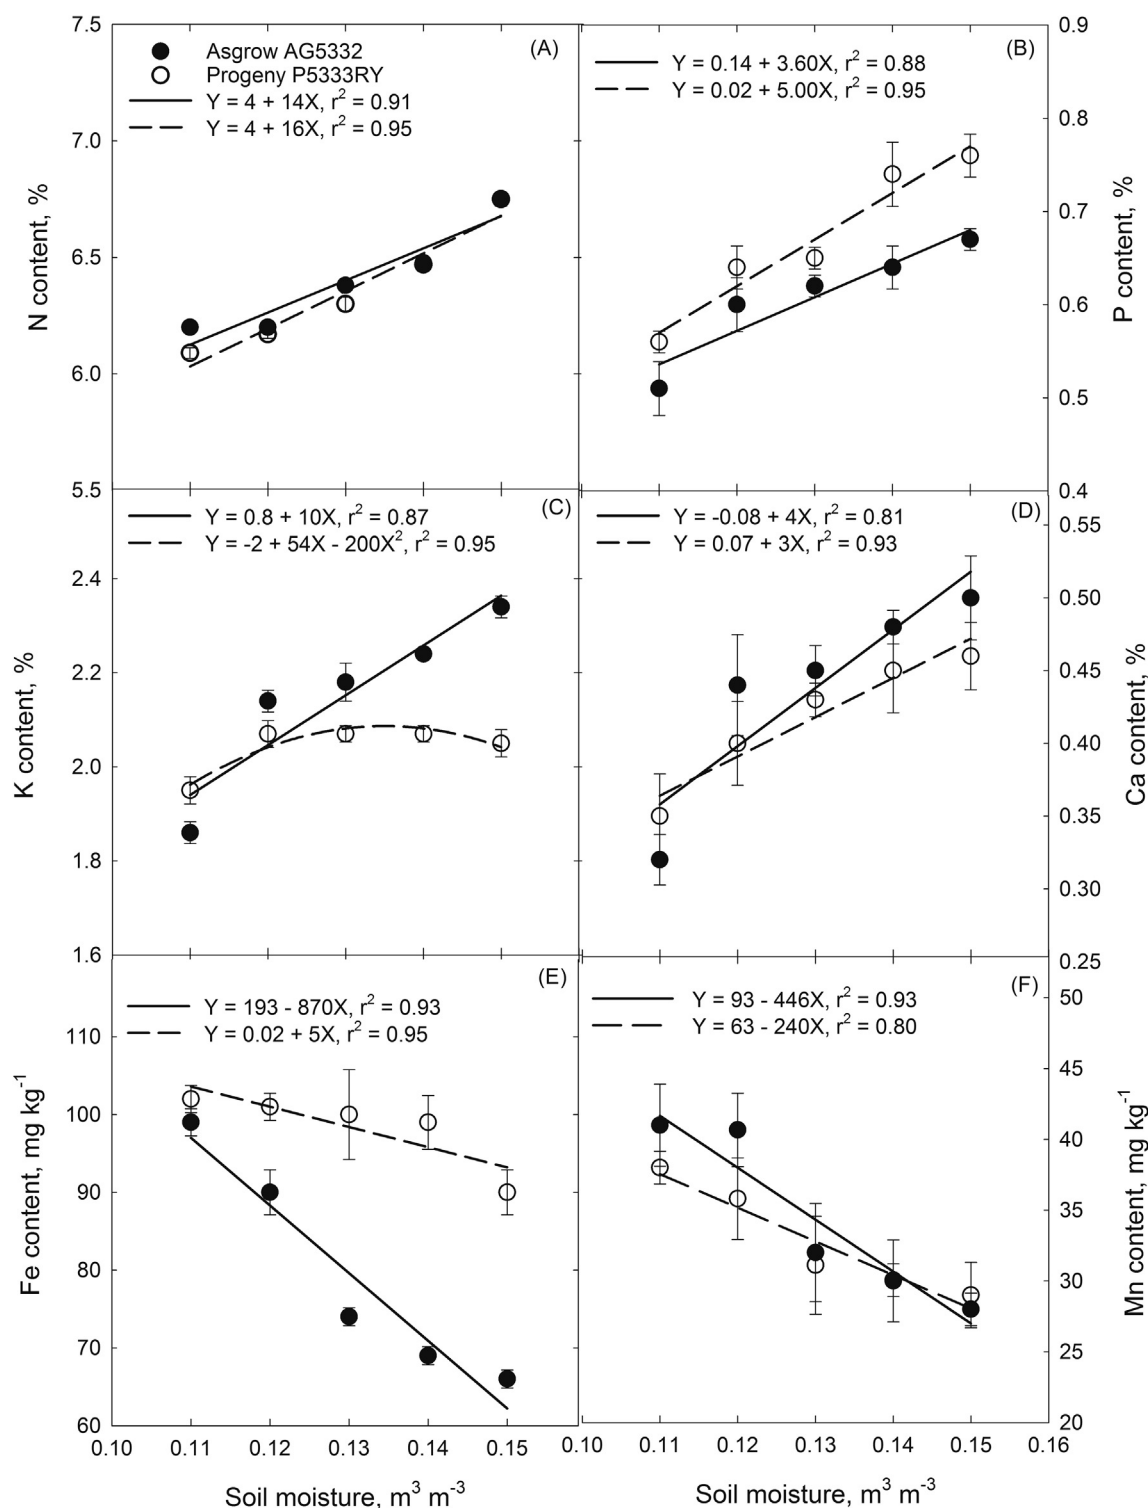 7.5
7.0
6.5
6.0
5.5
N content, %
Asgrow AG5332
Progeny P5333RY
Y = 4 + 14X, r² = 0.91
Y = 4 + 16X, r² = 0.95
(A)
Y = 0.14 + 3.60X, r² = 0.88
Y = 0.02 + 5.00X, r² = 0.95
(B)
0.9
0.8
0.7
0.6
0.5
0.4
P content, %
2.4
2.2
2.0
1.8
1.6
K content, %
Y = 0.8 + 10X, r² = 0.87
Y = -2 + 54X - 200X², r² = 0.95
(C)
Y = -0.08 + 4X, r² = 0.81
Y = 0.07 + 3X, r² = 0.93
(D)
0.55
0.50
0.45
0.40
0.35
0.30
0.25
Ca content, %
110
100
90
80
70
60
Fe content, mg kg⁻¹
Y = 193 - 870X, r² = 0.93
Y = 0.02 + 5X, r² = 0.95
(E)
Y = 93 - 446X, r² = 0.93
Y = 63 - 240X, r² = 0.80
(F)
50
45
40
35
30
25
20
Mn content, mg kg⁻¹
0.10 0.11 0.12 0.13 0.14 0.15
0.10 0.11 0.12 0.13 0.14 0.15 0.16
Soil moisture, m³ m⁻³
Soil moisture, m³ m⁻³